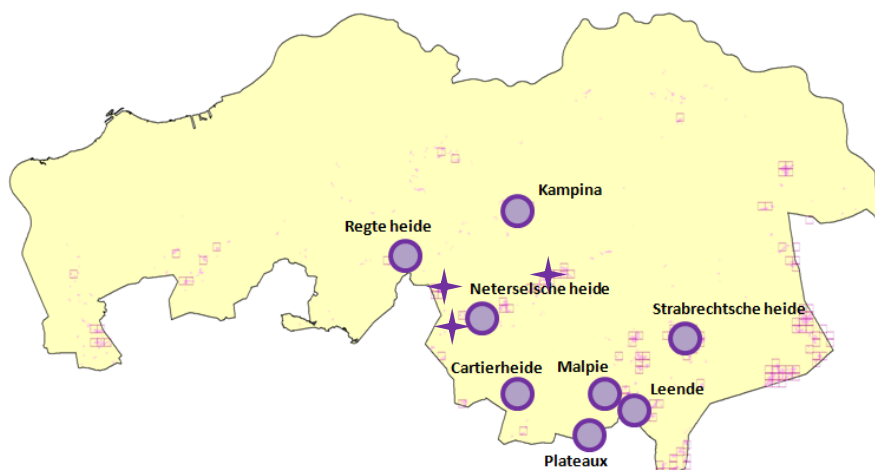 Kampina
Regte heide
Neterselsche heide
Strabrechtsche heide
Cartierheide
Malpie
Leende
Plateaux